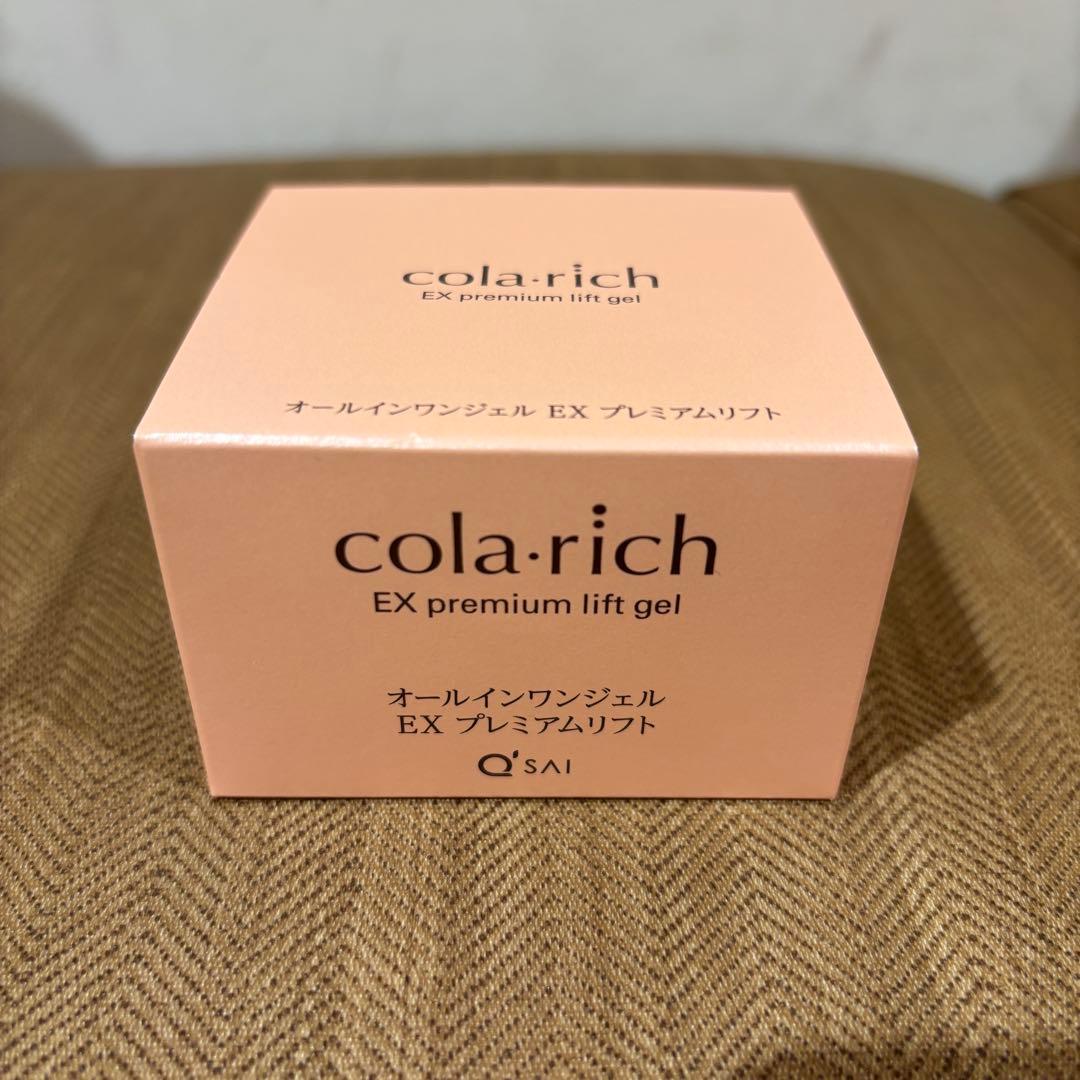 cola·rich
EX premium lift gel
オールインワンジェル EX プレミアムリフト
cola·rich
EX premium lift gel
オールインワンジェル
EX プレミアムリフト
Q'SAI